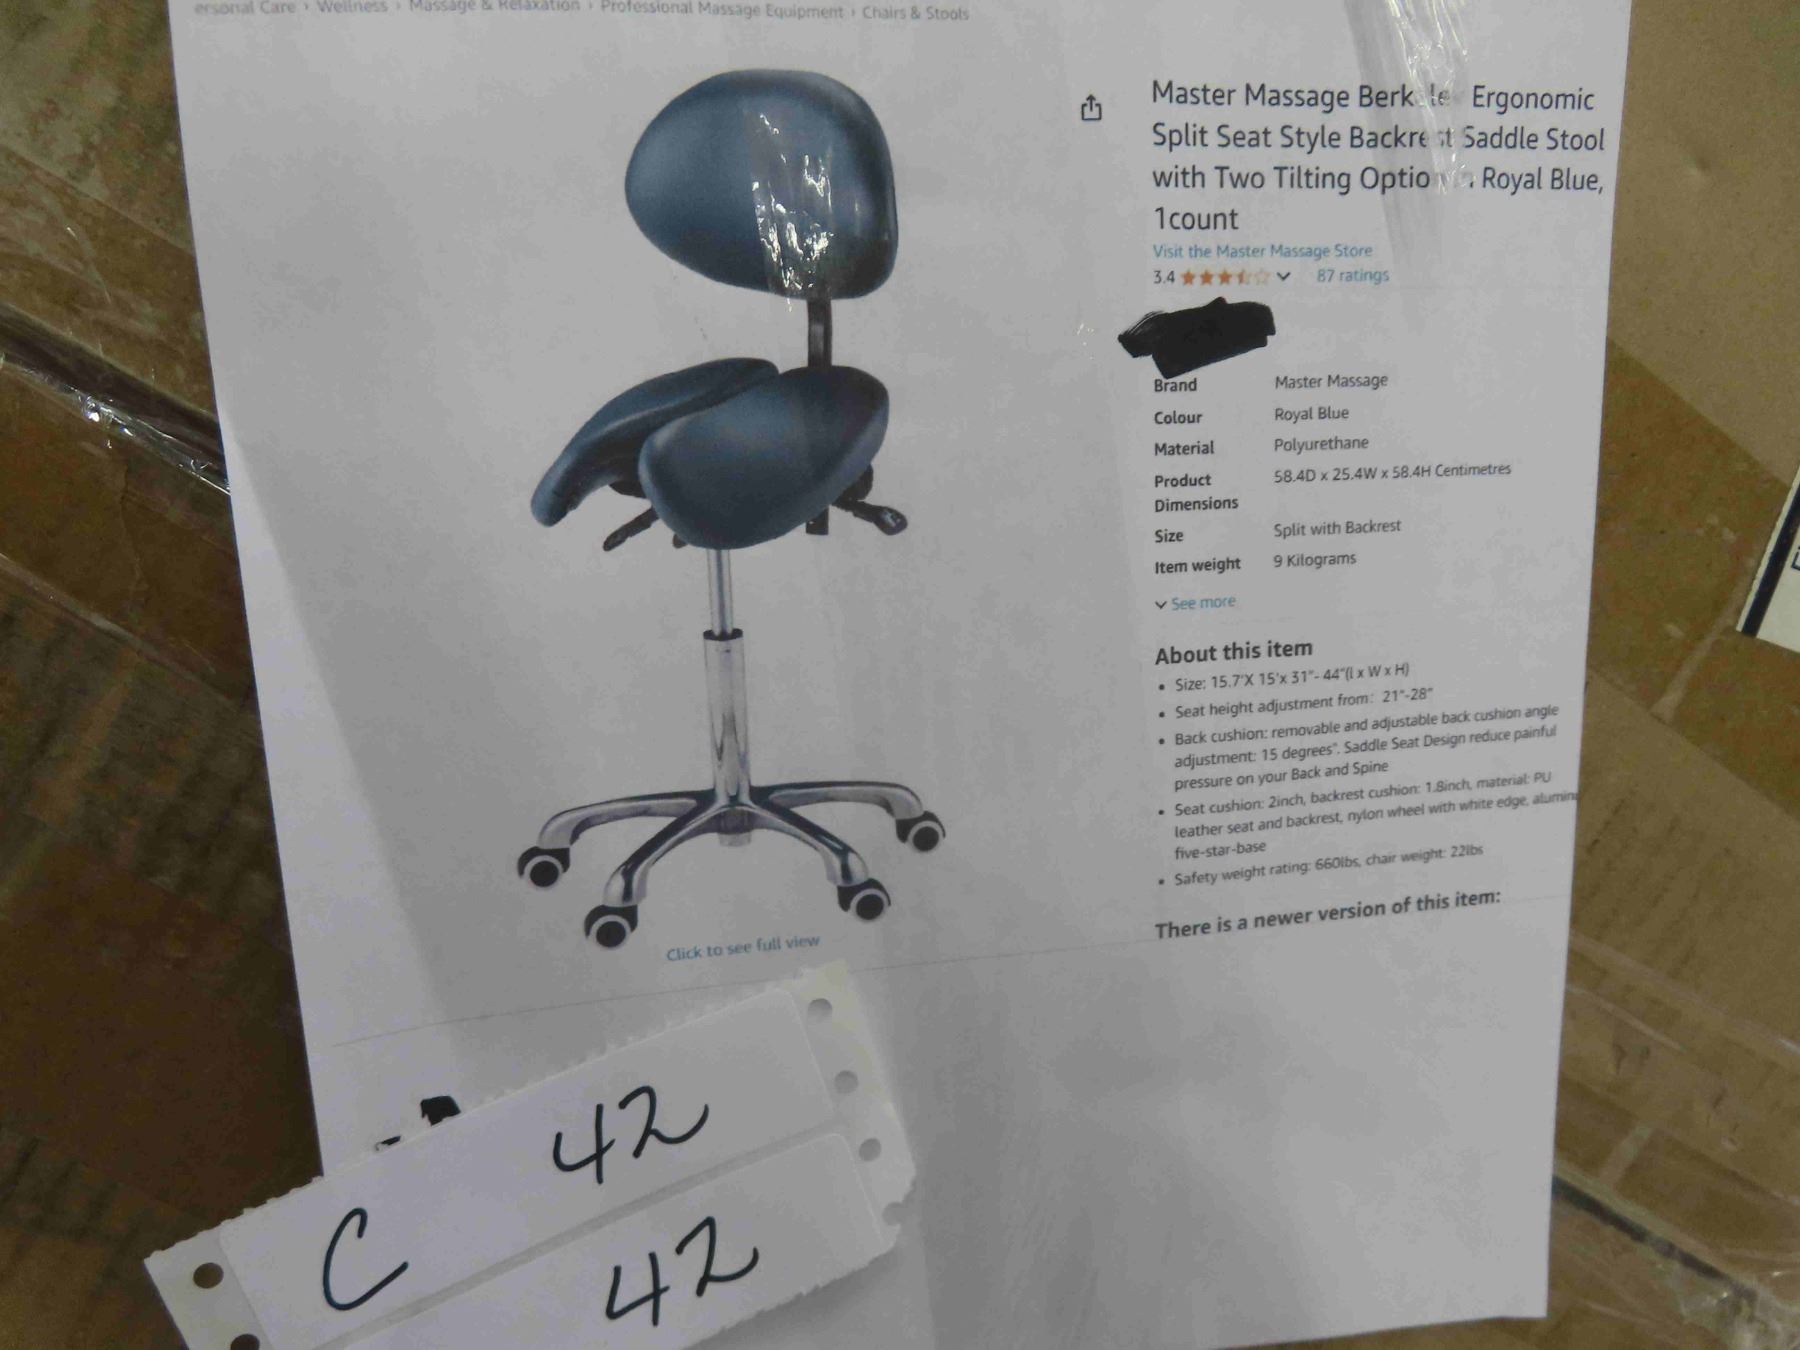 ersonal Care › Wellness › Massage & Relaxation › Professional Massage Equipment › Chairs & Stools
Master Massage Ergonomic
Split Seat Style Saddle Stool
with Two Tilting Royal Blue,
1count
Visit the Master Massage Store
3.4 87 ratings
Brand Master Massage
Colour Royal Blue
Material Polyurethane
Product 58.4D x 25.4W x 58.4H Centimetres
Dimensions
Size Split with Backrest
Item weight 9 Kilograms
See more
About this item
• Size: 15.7'X 15'x 31"- 44"(l x W x H)
• Seat height adjustment from: 21"-28"
• Back cushion: removable and adjustable back cushion angle
adjustment: 15 degrees". Saddle Seat Design reduce painful
pressure on your Back and Spine
• Seat cushion: 2inch, backrest cushion: 1.8inch, material: PU
leather seat and backrest, nylon wheel with white edge, alumin
five-star-base
• Safety weight rating: 660lbs, chair weight: 22lbs
There is a newer version of this item:
Click to see full view
C 42
42